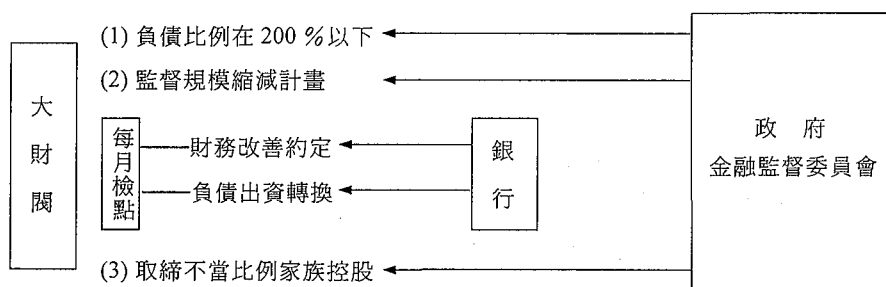 (1) 負債比例在 200 %以下
(2) 監督規模縮減計畫
大財閥
每月檢點
財務改善約定
負債出資轉換
銀行
政 府
金融監督委員會
(3) 取締不當比例家族控股